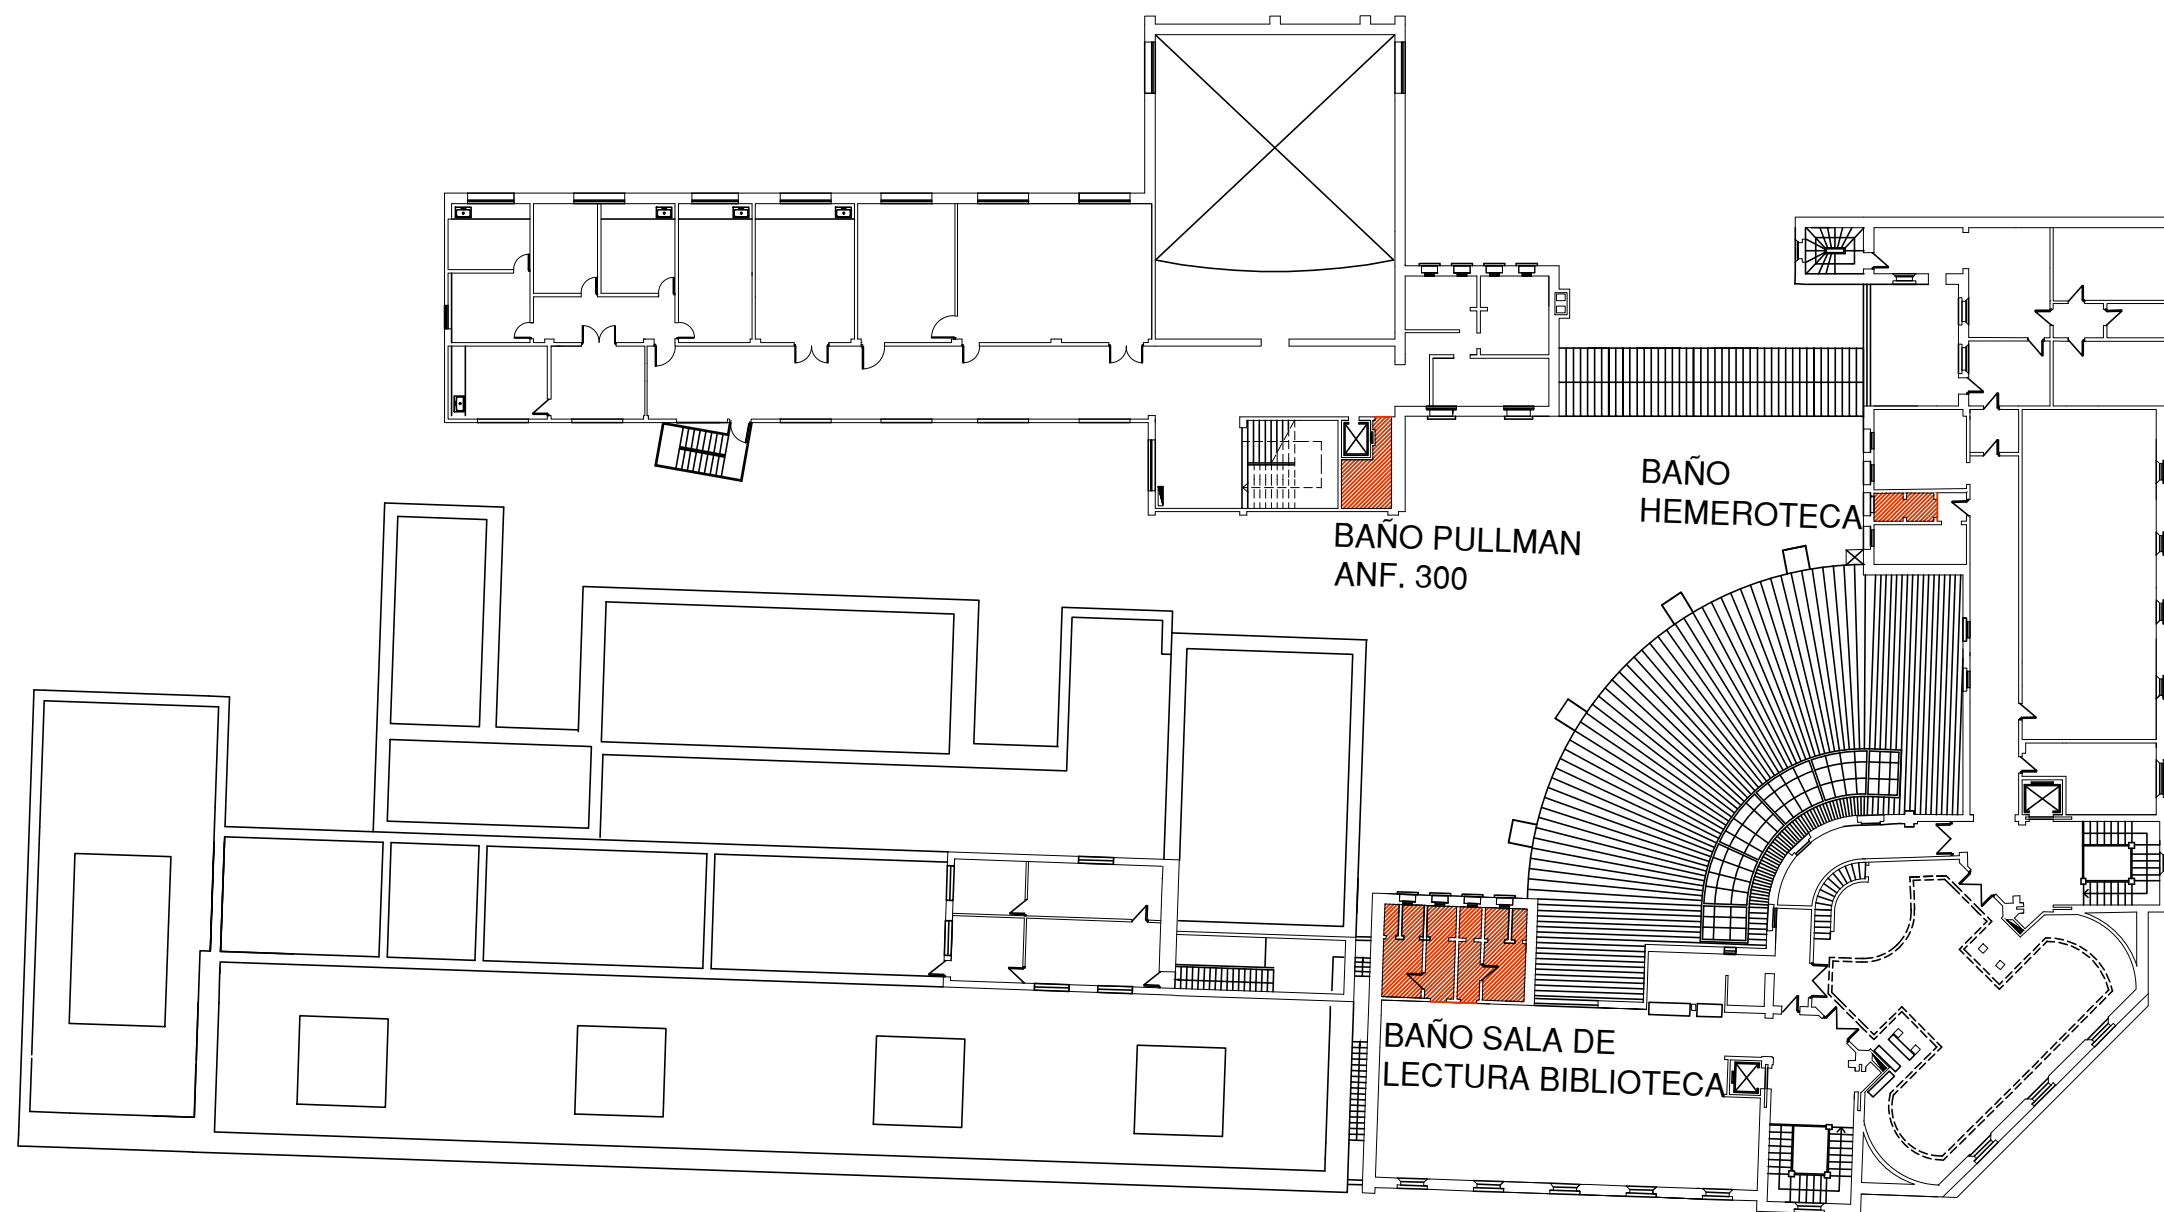 BAÑO
HEMEROTECA
BAÑO PULLMAN
ANF. 300
BAÑO SALA DE
LECTURA BIBLIOTECA